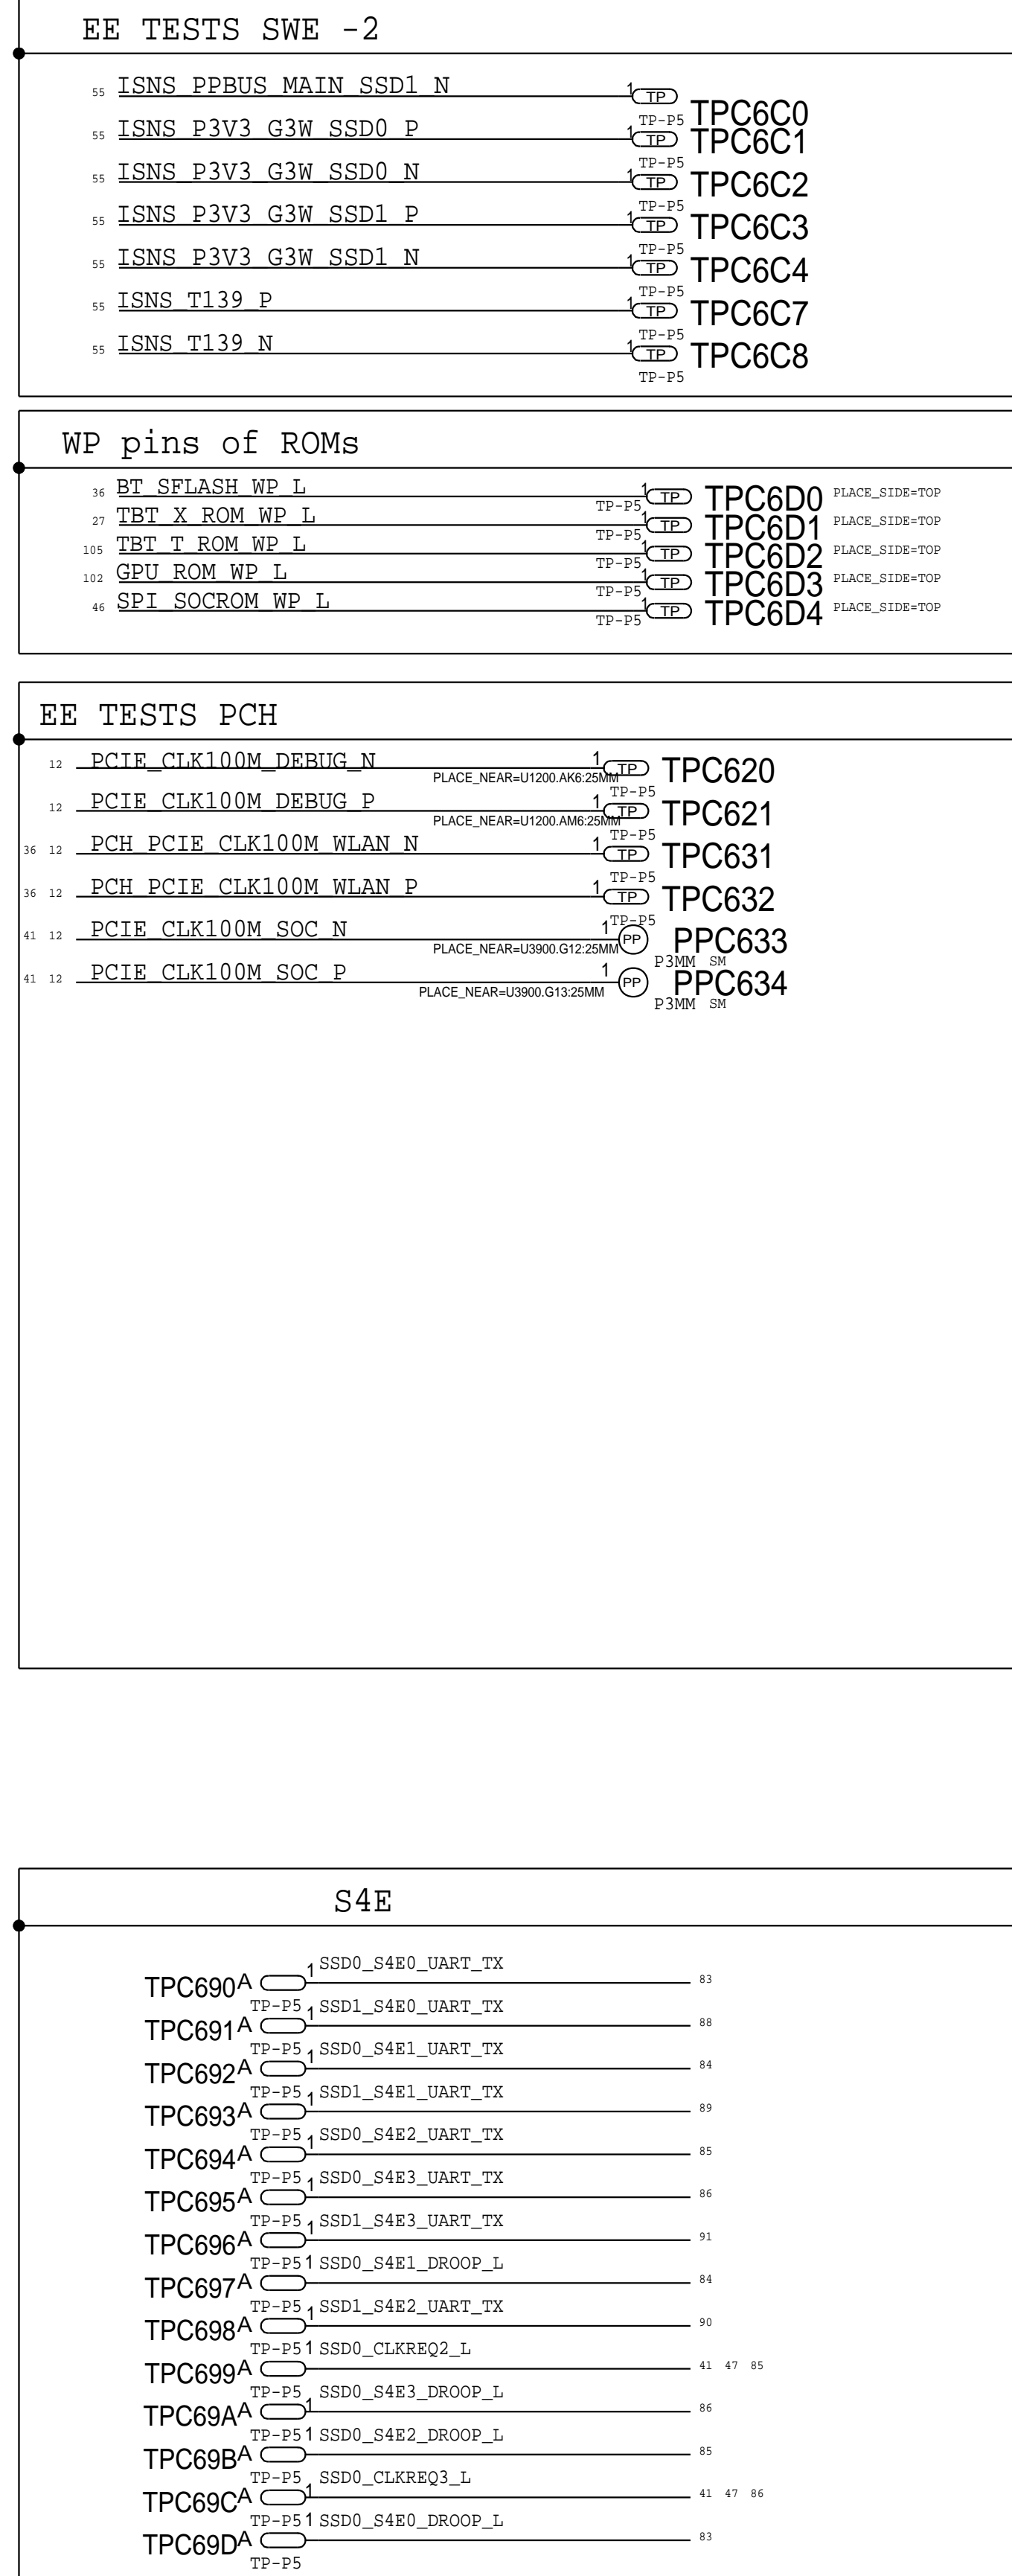 EE TESTS SWE -2
55 ISNS_PPBUS_MAIN_SSD1_N 1 TP TPC6C0
TP-P5
55 ISNS_P3V3_G3W_SSD0_P 1 TP TPC6C1
TP-P5
55 ISNS_P3V3_G3W_SSD0_N 1 TP TPC6C2
TP-P5
55 ISNS_P3V3_G3W_SSD1_P 1 TP TPC6C3
TP-P5
55 ISNS_P3V3_G3W_SSD1_N 1 TP TPC6C4
TP-P5
55 ISNS_T139_P 1 TP TPC6C7
TP-P5
55 ISNS_T139_N 1 TP TPC6C8
TP-P5
WP pins of ROMs
36 BT_SFLASH_WP_L 1 TP TPC6D0 PLACE_SIDE=TOP
TP-P5
27 TBT_X_ROM_WP_L 1 TP TPC6D1 PLACE_SIDE=TOP
TP-P5
105 TBT_T_ROM_WP_L 1 TP TPC6D2 PLACE_SIDE=TOP
TP-P5
102 GPU_ROM_WP_L 1 TP TPC6D3 PLACE_SIDE=TOP
TP-P5
46 SPI_SOCROM_WP_L 1 TP TPC6D4 PLACE_SIDE=TOP
TP-P5
EE TESTS PCH
12 PCIE_CLK100M_DEBUG_N 1 TP TPC620
PLACE_NEAR=U1200.AK6:25MM
TP-P5
12 PCIE_CLK100M_DEBUG_P 1 TP TPC621
PLACE_NEAR=U1200.AM6:25MM
TP-P5
36 12 PCH_PCIE_CLK100M_WLAN_N 1 TP TPC631
TP-P5
36 12 PCH_PCIE_CLK100M_WLAN_P 1 TP TPC632
TP-P5
41 12 PCIE_CLK100M_SOC_N 1 PP PPC633
PLACE_NEAR=U3900.G12:25MM
P3MM SM
41 12 PCIE_CLK100M_SOC_P 1 PP PPC634
PLACE_NEAR=U3900.G13:25MM
P3MM SM
S4E
TPC690 A 1 SSD0_S4E0_UART_TX 83
TP-P5
TPC691 A 1 SSD1_S4E0_UART_TX 88
TP-P5
TPC692 A 1 SSD0_S4E1_UART_TX 84
TP-P5
TPC693 A 1 SSD1_S4E1_UART_TX 89
TP-P5
TPC694 A 1 SSD0_S4E2_UART_TX 85
TP-P5
TPC695 A 1 SSD0_S4E3_UART_TX 86
TP-P5
TPC696 A 1 SSD1_S4E3_UART_TX 91
TP-P5
TPC697 A 1 SSD0_S4E1_DROOP_L 84
TP-P5
TPC698 A 1 SSD1_S4E2_UART_TX 90
TP-P5
TPC699 A 1 SSD0_CLKREQ2_L 41 47 85
TP-P5
TPC69A A 1 SSD0_S4E3_DROOP_L 86
TP-P5
TPC69B A 1 SSD0_S4E2_DROOP_L 85
TP-P5
TPC69C A 1 SSD0_CLKREQ3_L 41 47 86
TP-P5
TPC69D A 1 SSD0_S4E0_DROOP_L 83
TP-P5